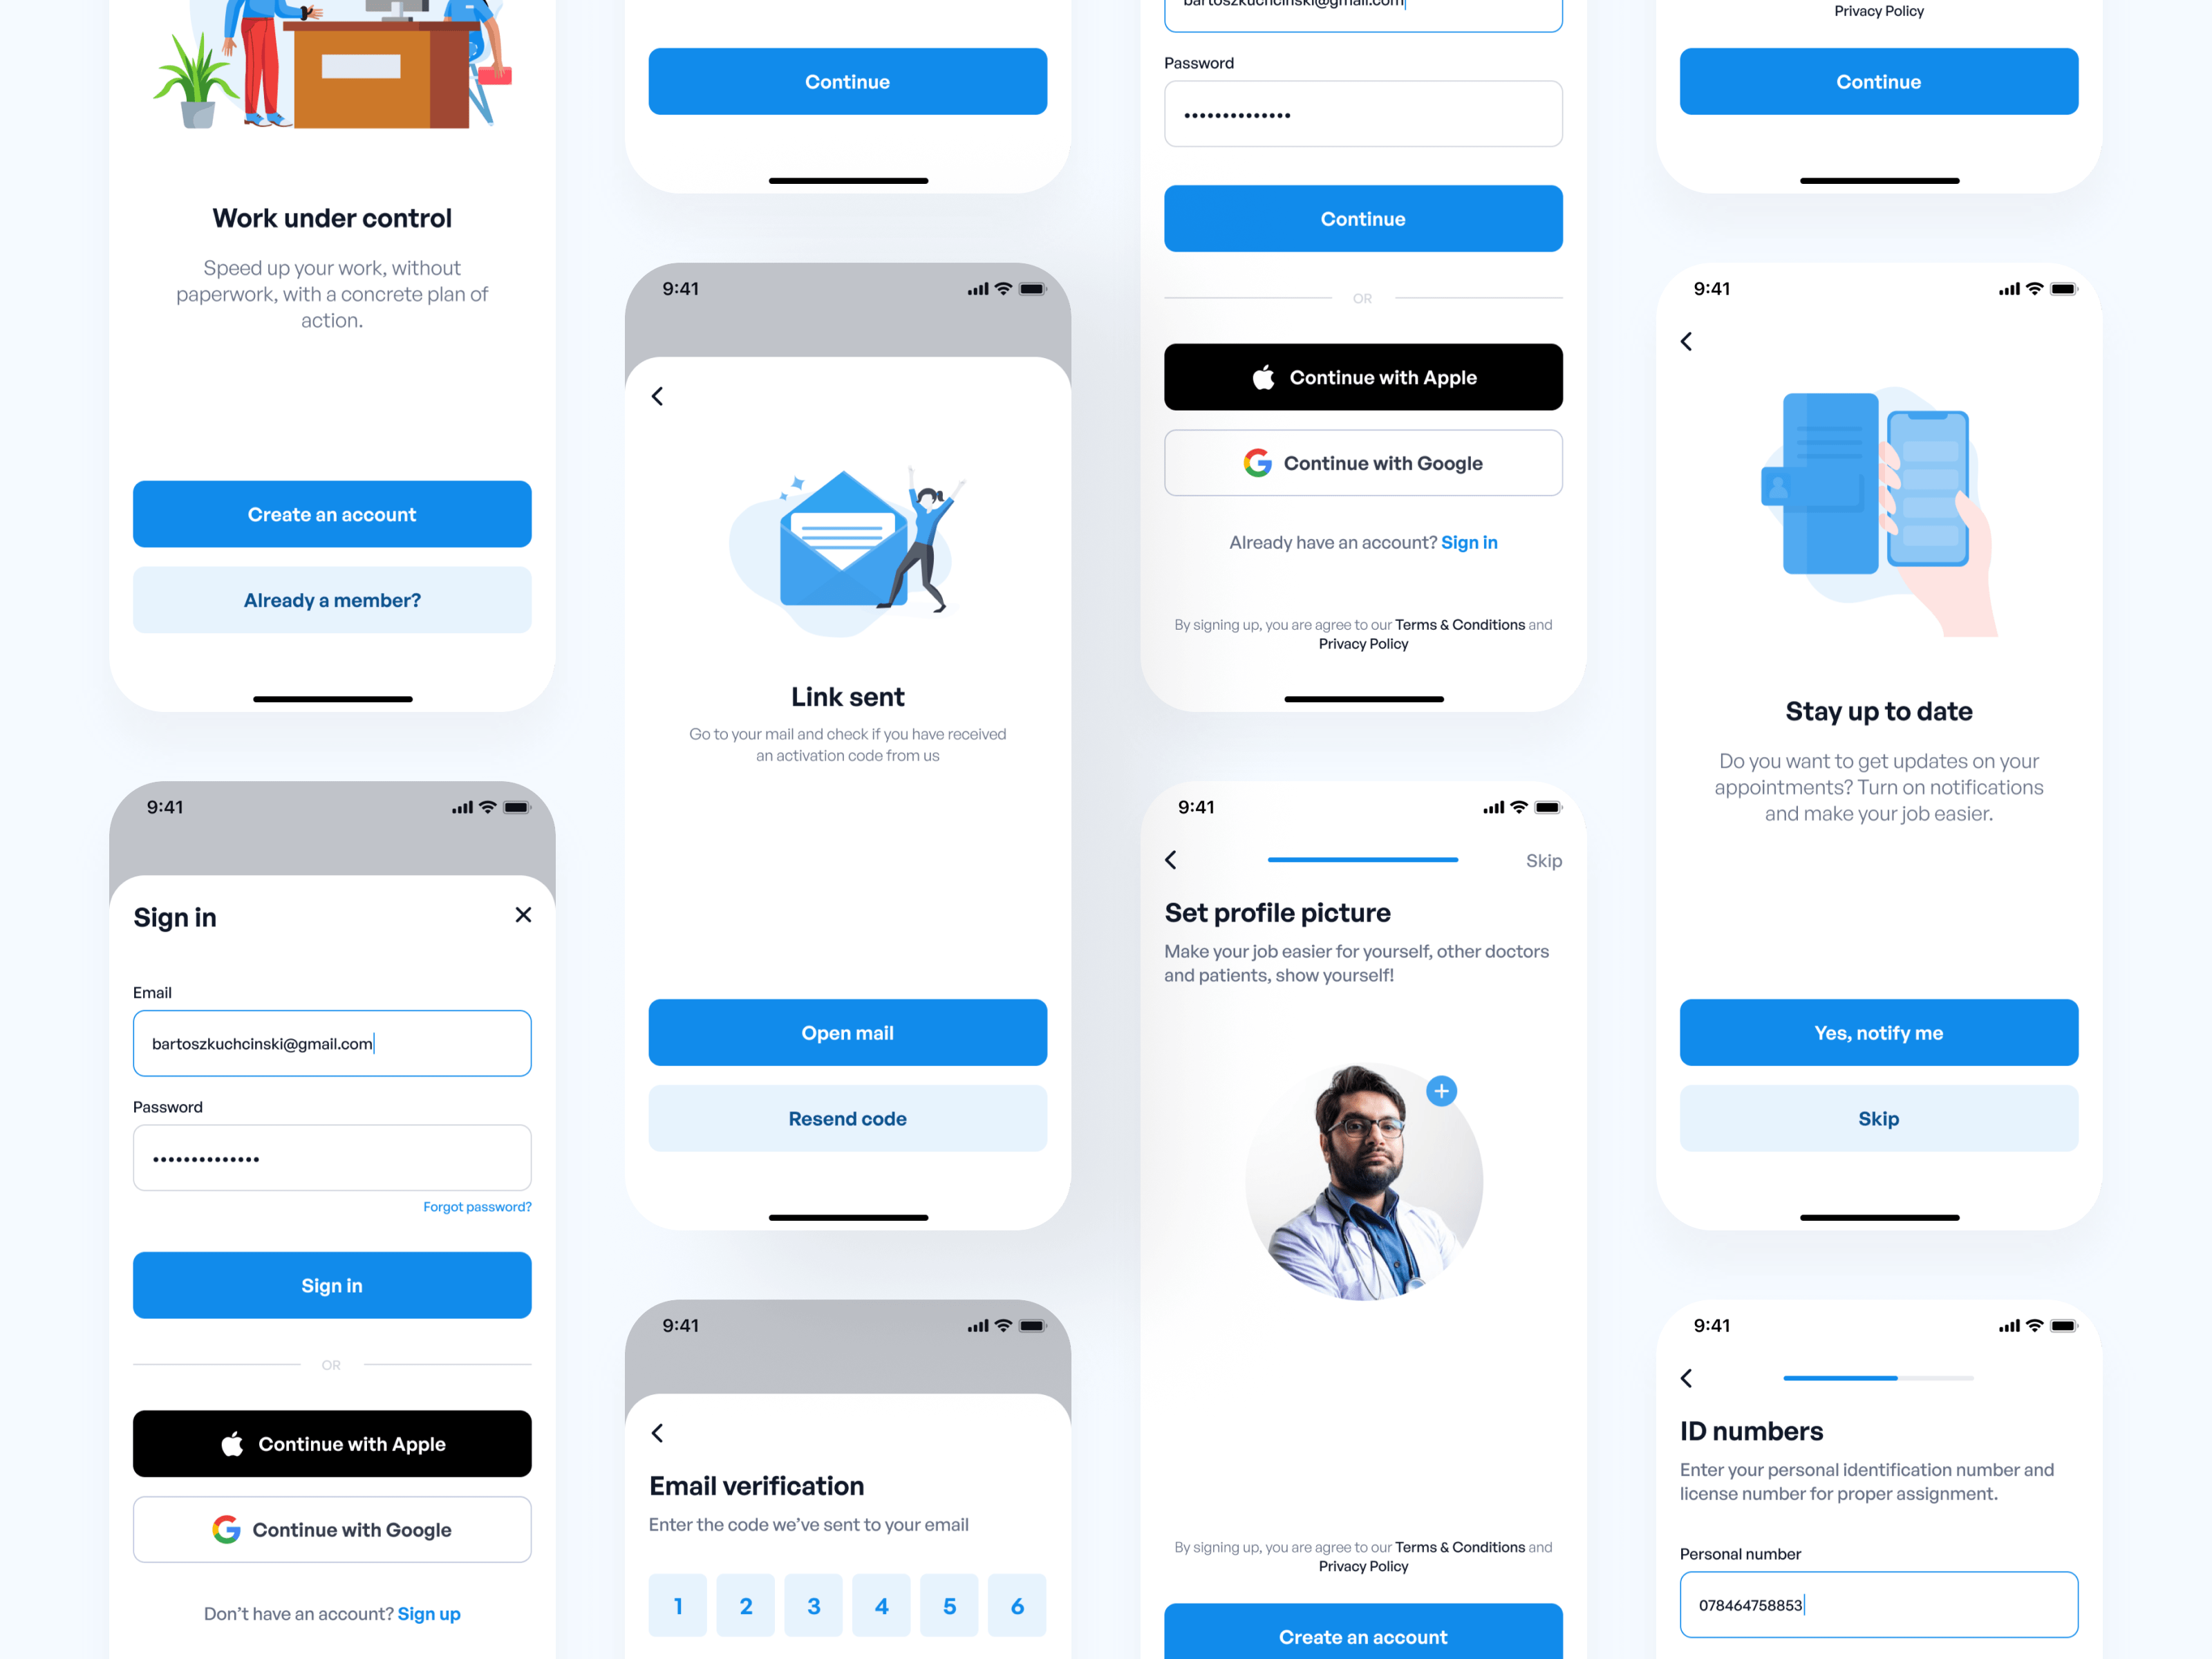 Work under control
Speed up your work, without
paperwork, with a concrete plan of
action.
Create an account
Already a member?
9:41
Sign in
Email
bartoszkuchcinski@gmail.com
Password
Forgot password?
Sign in
OR
Continue with Apple
Continue with Google
Don't have an account? Sign up
Continue
9:41
Link sent
Go to your mail and check if you have received
an activation code from us
Open mail
Resend code
9:41
Email verification
Enter the code we've sent to your email
1 2 3 4 5 6
bartoszkuchcinski@gmail.com
Password
Continue
OR
Continue with Apple
Continue with Google
Already have an account? Sign in
By signing up, you are agree to our Terms & Conditions and
Privacy Policy
9:41
Skip
Set profile picture
Make your job easier for yourself, other doctors
and patients, show yourself!
By signing up, you are agree to our Terms & Conditions and
Privacy Policy
Create an account
Privacy Policy
Continue
9:41
Stay up to date
Do you want to get updates on your
appointments? Turn on notifications
and make your job easier.
Yes, notify me
Skip
9:41
ID numbers
Enter your personal identification number and
license number for proper assignment.
Personal number
078464758853